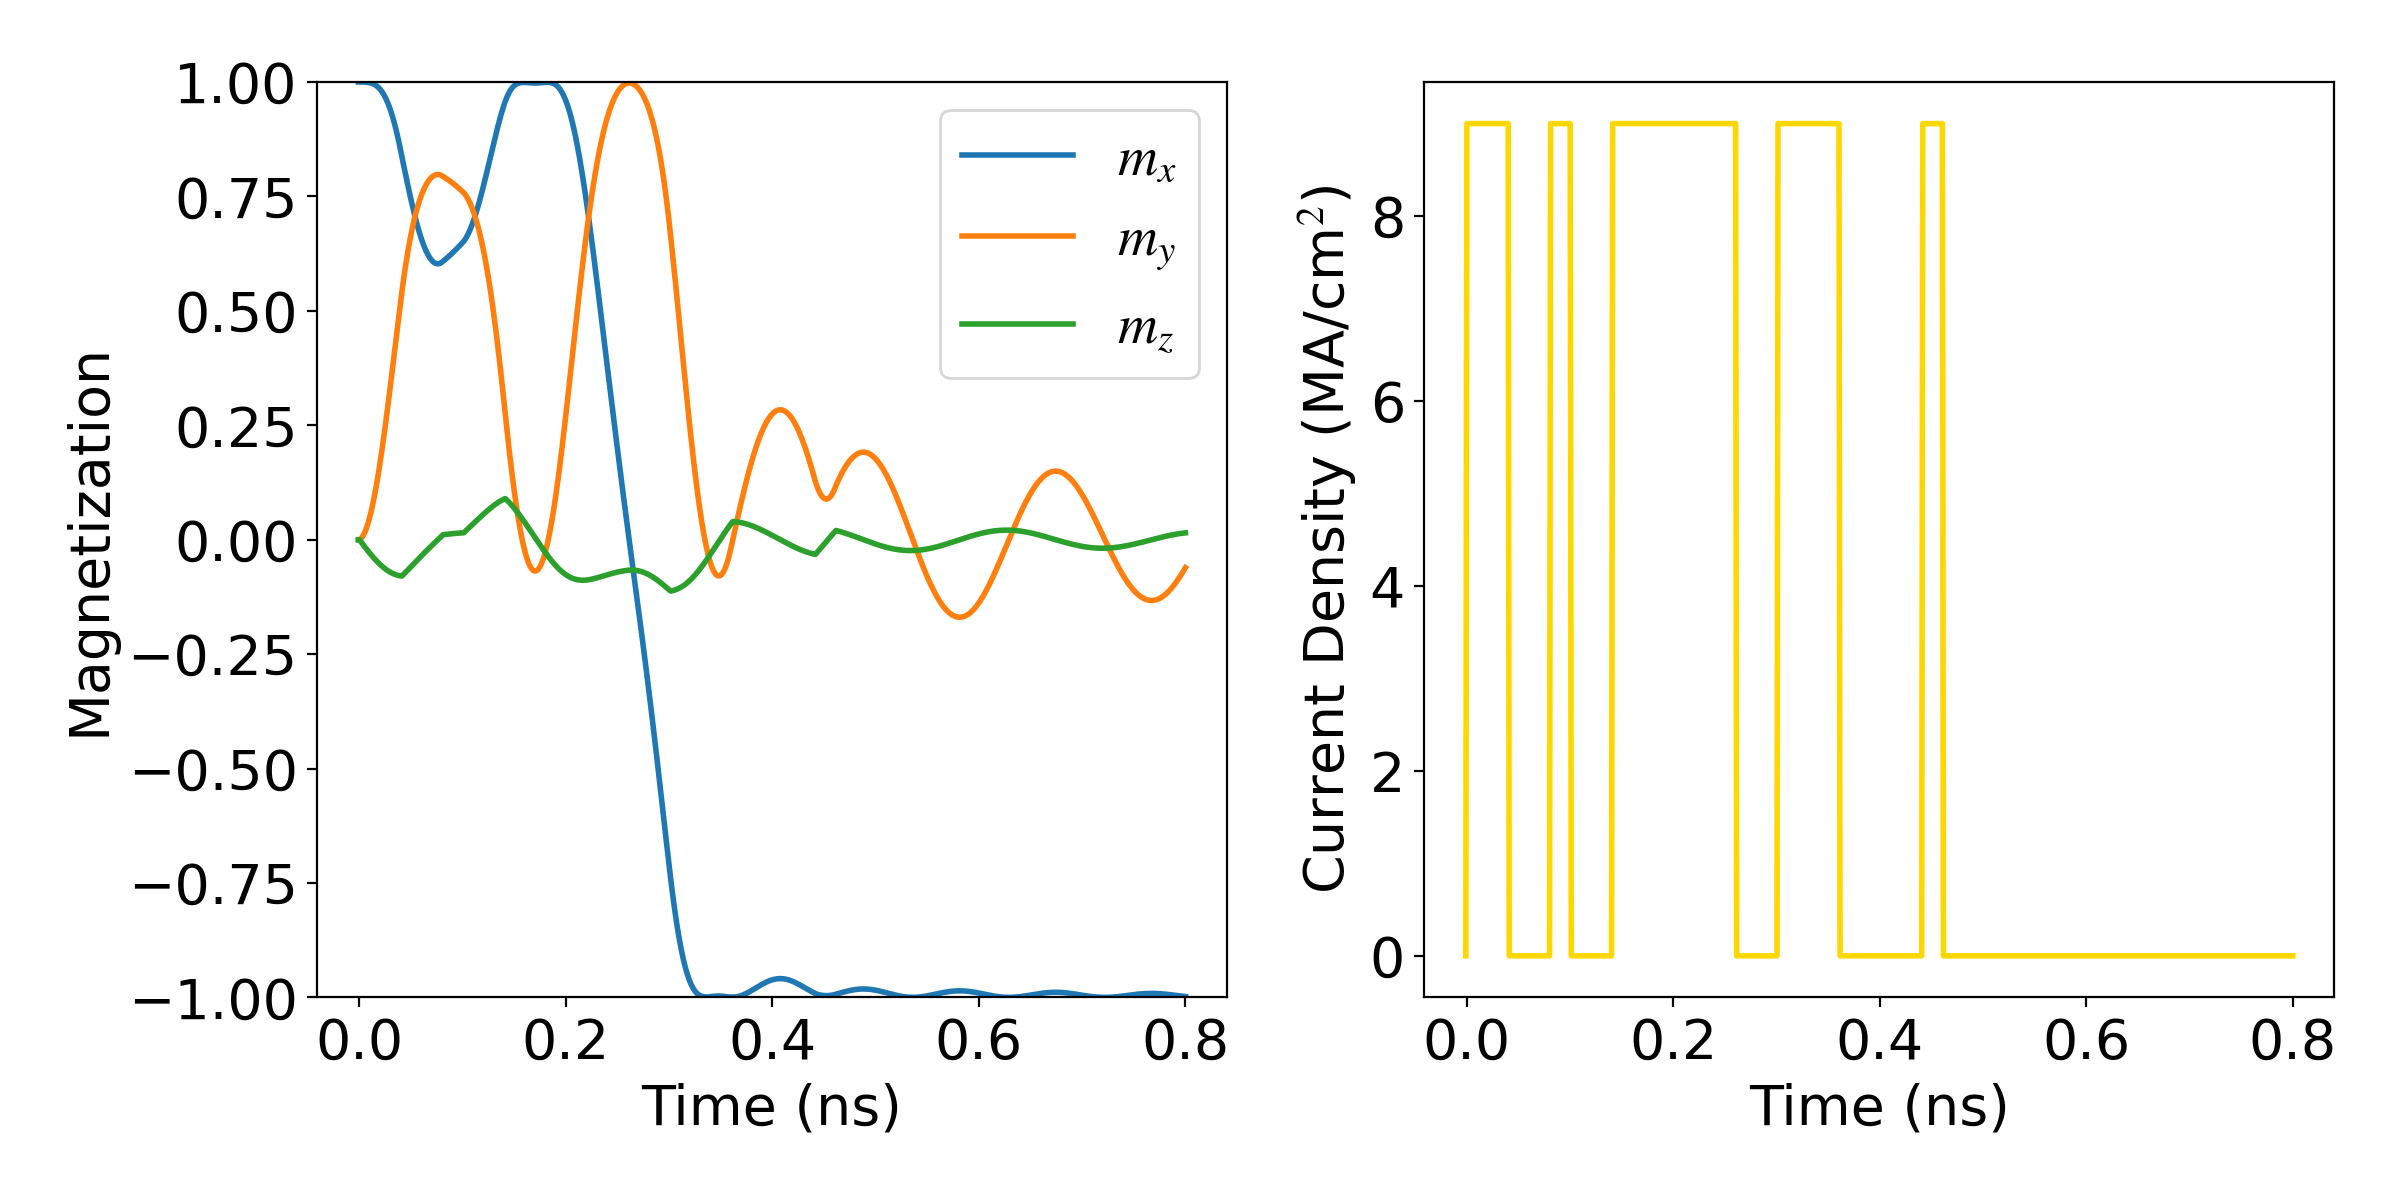 1.00
0.75
0.50
0.25
0.00
−0.25
−0.50
−0.75
−1.00
Magnetization
0.0 0.2 0.4 0.6 0.8
Time (ns)
m_x
m_y
m_z
8
6
4
2
0
Current Density (MA/cm²)
0.0 0.2 0.4 0.6 0.8
Time (ns)